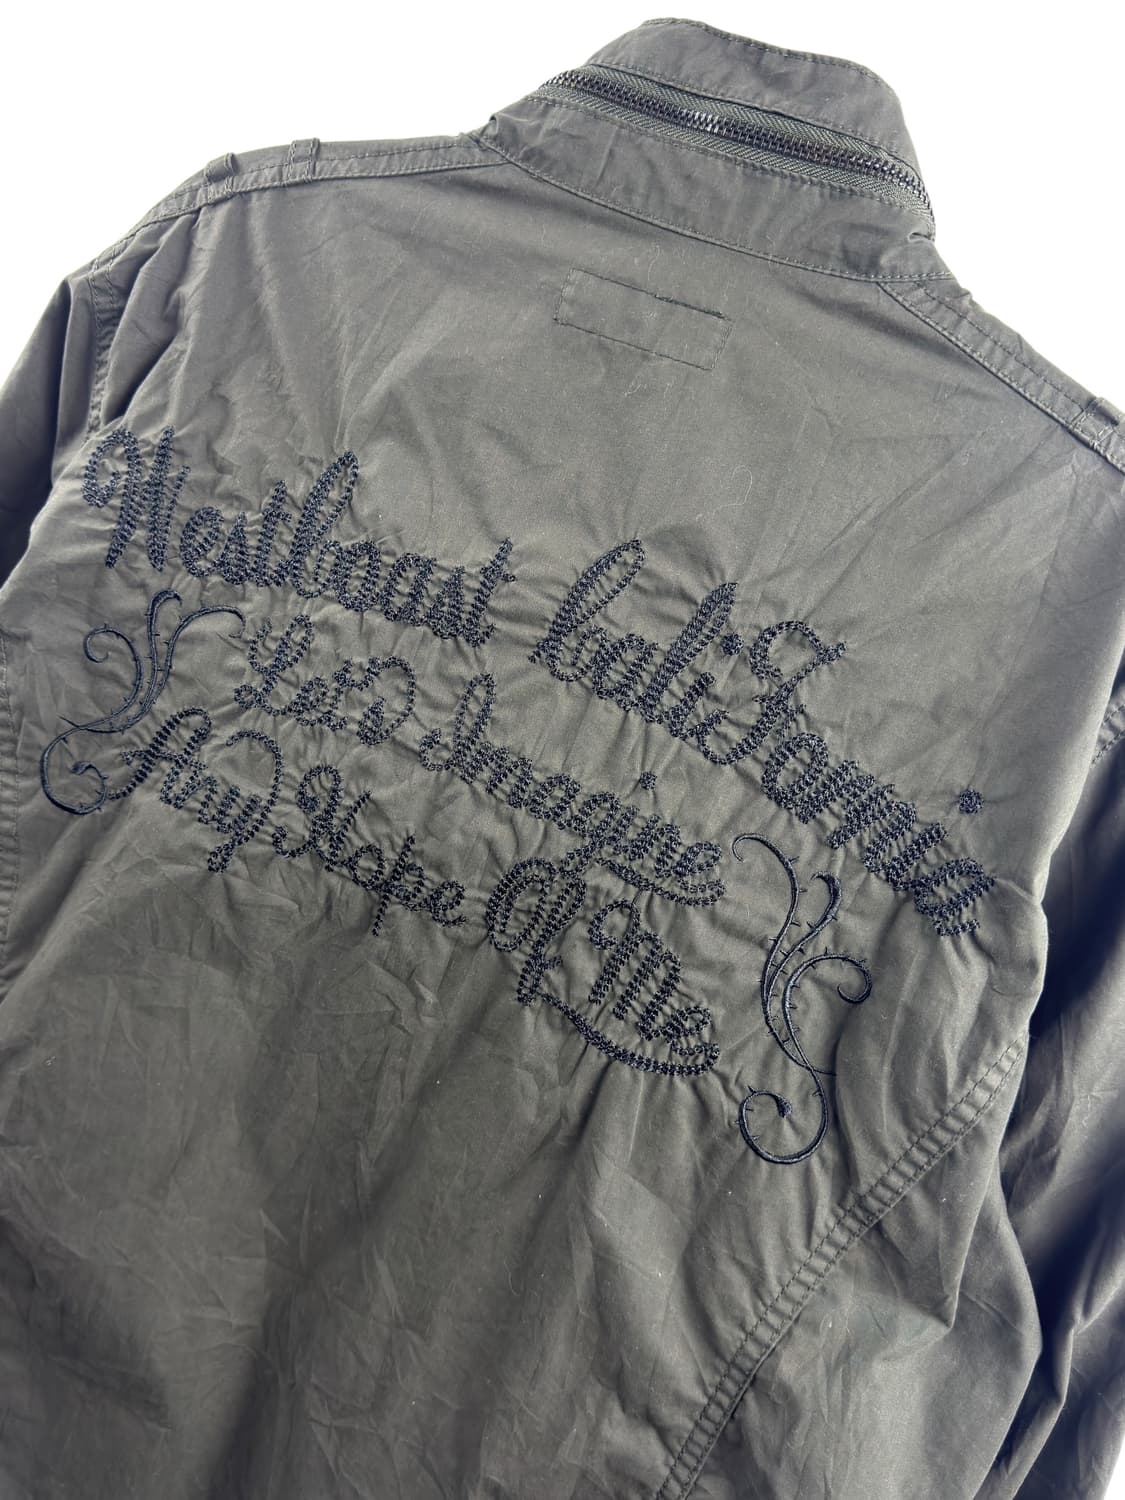 Westcoast California
Let's Imagine
Any Hope Of Me